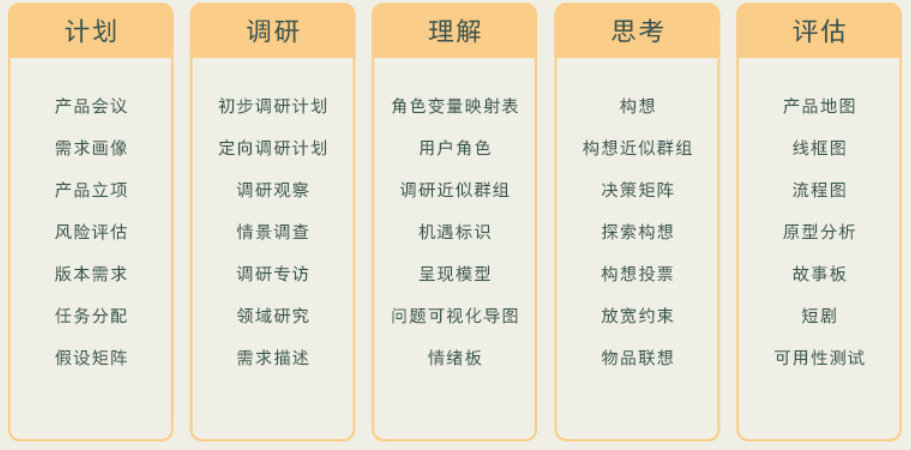 计划
产品会议
需求画像
产品立项
风险评估
版本需求
任务分配
假设矩阵
调研
初步调研计划
定向调研计划
调研观察
情景调查
调研专访
领域研究
需求描述
理解
角色变量映射表
用户角色
调研近似群组
机遇标识
呈现模型
问题可视化导图
情绪板
思考
构想
构想近似群组
决策矩阵
探索构想
构想投票
放宽约束
物品联想
评估
产品地图
线框图
流程图
原型分析
故事板
短剧
可用性测试